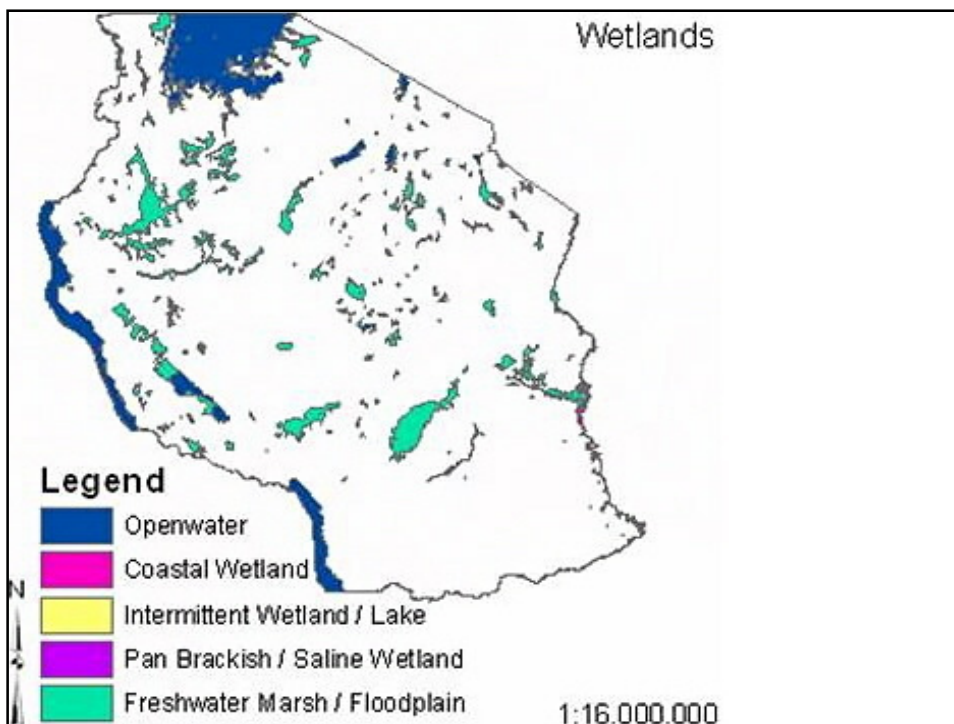 Wetlands
Legend
Openwater
Coastal Wetland
N
Intermittent Wetland / Lake
Pan Brackish / Saline Wetland
Freshwater Marsh / Floodplain
1:16.000.000